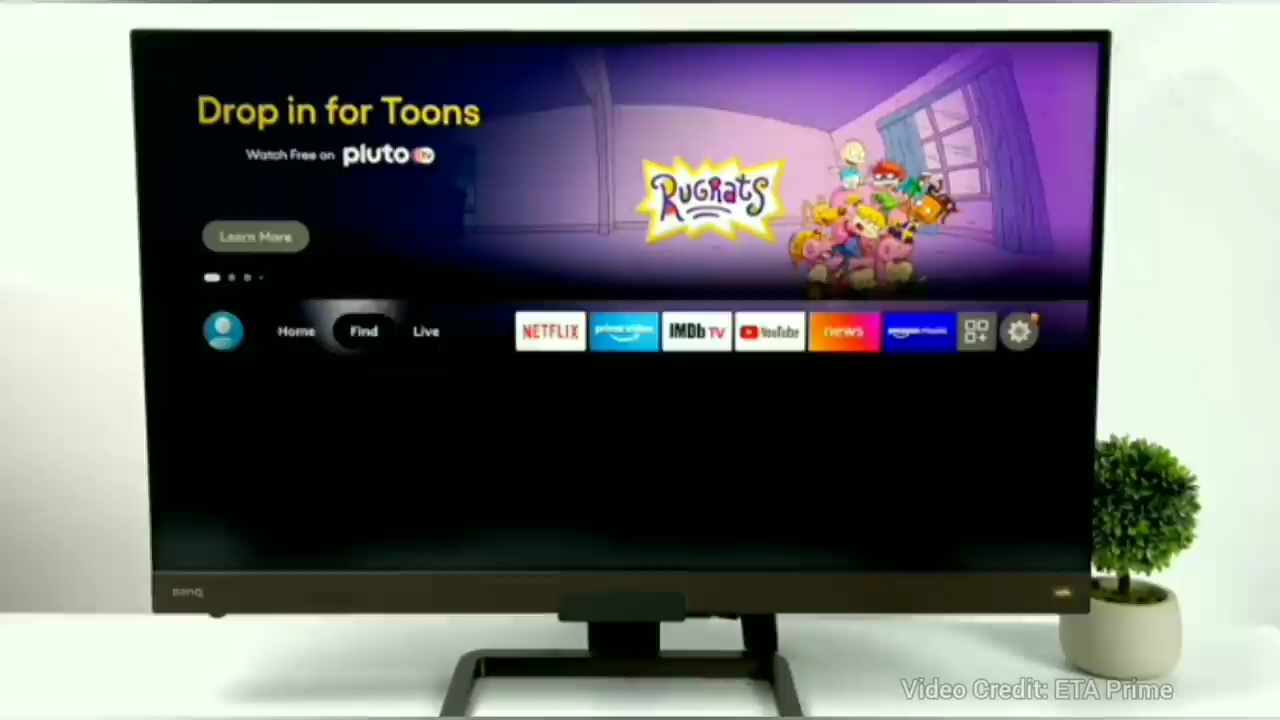 Drop in for Toons
Watch Free on pluto tv
RUGRATS
Learn More
Home Find Live
NETFLIX prime video IMDb TV YouTube news amazon music
BenQ
Video Credit: ETA Prime